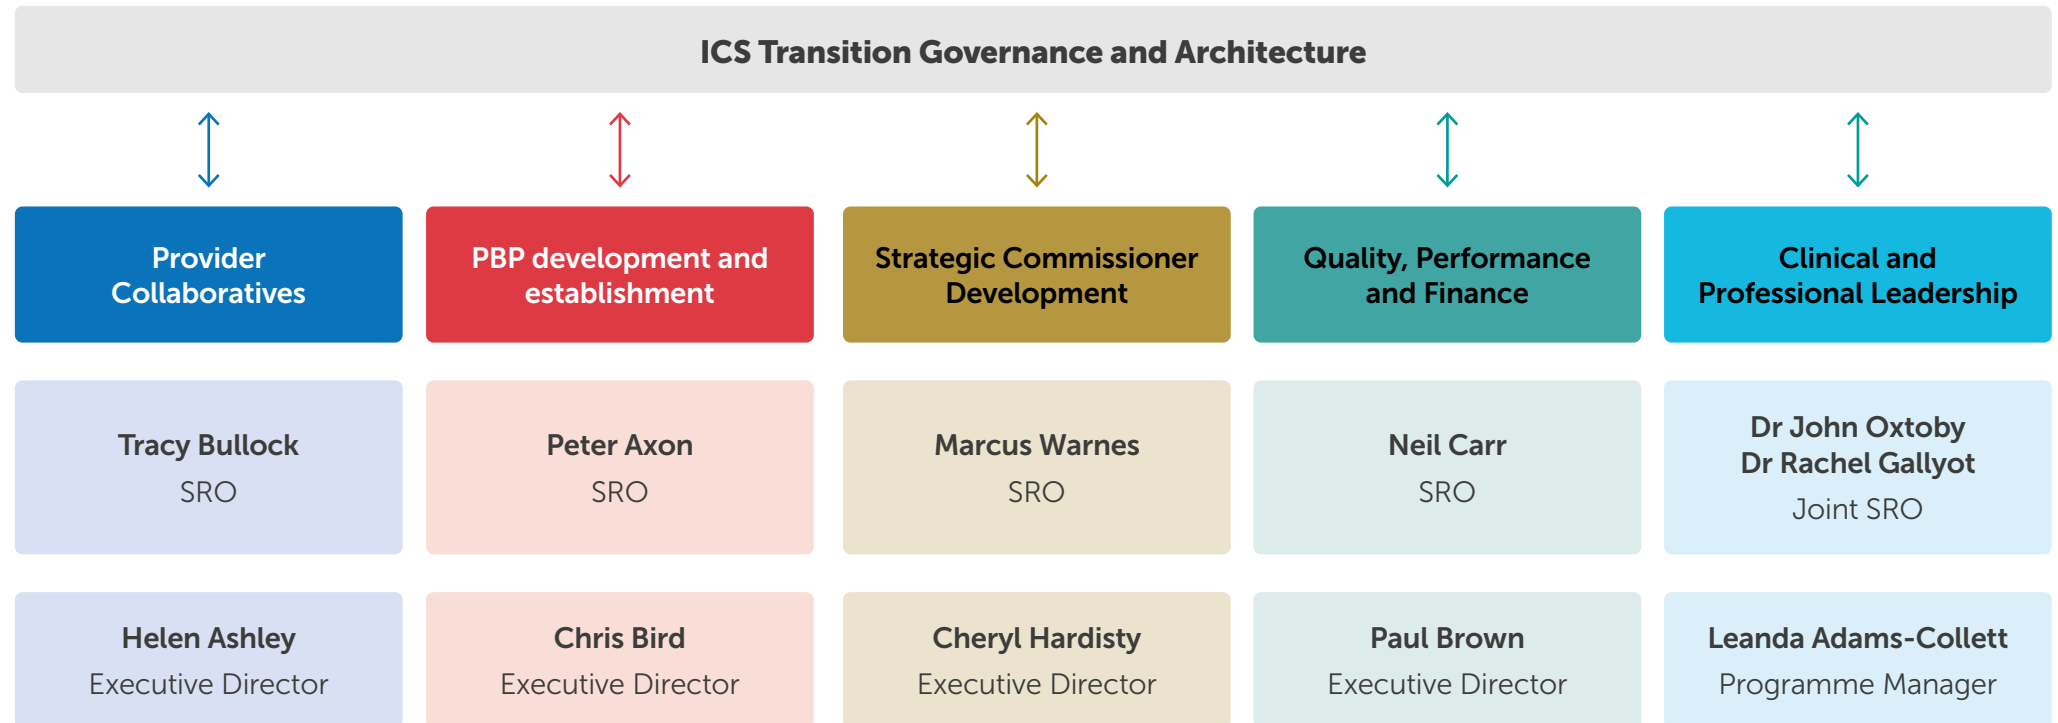 ICS Transition Governance and Architecture
Provider
Collaboratives
PBP development and
establishment
Strategic Commissioner
Development
Quality, Performance
and Finance
Clinical and
Professional Leadership
Tracy Bullock
SRO
Peter Axon
SRO
Marcus Warnes
SRO
Neil Carr
SRO
Dr John Oxtoby
Dr Rachel Gallyot
Joint SRO
Helen Ashley
Executive Director
Chris Bird
Executive Director
Cheryl Hardisty
Executive Director
Paul Brown
Executive Director
Leanda Adams-Collett
Programme Manager